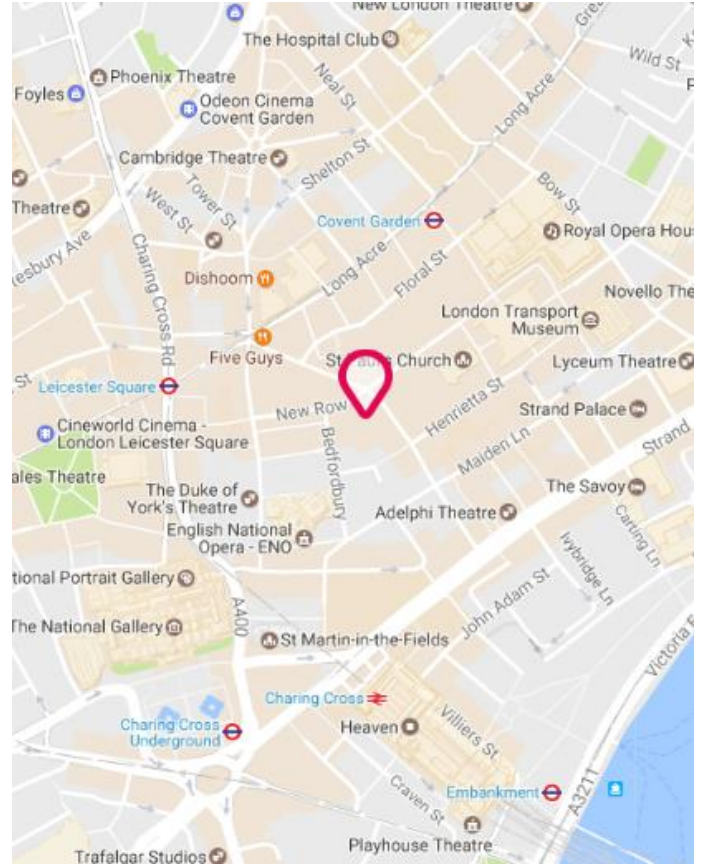 New London Theatre
The Hospital Club
Wild St
Phoenix Theatre
Neal St
Foyles
Odeon Cinema
Covent Garden
Long Acre
Cambridge Theatre
Shelton St
Tower St
West St
Bow St
Theatre
Covent Garden
Royal Opera Hou
esbury Ave
Dishoom
Long Acre
Floral St
Charing Cross Rd
Novello The
London Transport
Museum
Five Guys
St Paul's Church
Lyceum Theatre
St
Leicester Square
New Row
Henrietta St
Strand Palace
Cineworld Cinema -
London Leicester Square
Bedfordbury
Maiden Ln
Strand
ales Theatre
The Duke of
York's Theatre
The Savoy
Adelphi Theatre
Carting Ln
English National
Opera - ENO
Ivybridge Ln
tional Portrait Gallery
John Adam St
A400
The National Gallery
St Martin-in-the-Fields
Victoria E
Charing Cross
Charing Cross
Underground
Heaven
Villiers St
Embankment
Craven St
A3211
Playhouse Theatre
Trafalgar Studios